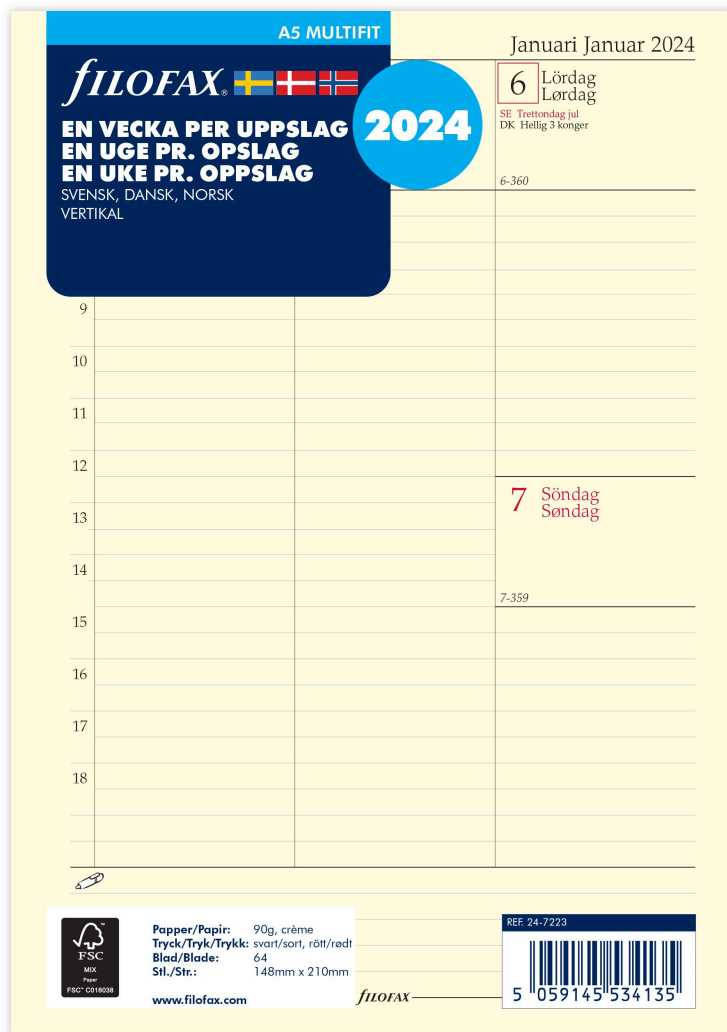 A5 MULTIFIT
FILOFAX®
EN VECKA PER UPPSLAG
EN UGE PR. OPSLAG
EN UKE PR. OPPSLAG
SVENSK, DANSK, NORSK
VERTIKAL
2024
Januari Januar 2024
6 Lördag
Lørdag
SE Trettondag jul
DK Hellig 3 konger
6-360
9
10
11
12
13
14
15
16
17
18
7 Söndag
Søndag
7-359
FSC™
MIX
Paper
FSC™ C018038
Papper/Papir: 90g, crème
Tryck/Tryk/Trykk: svart/sort, rött/rødt
Blad/Blade: 64
Stl./Str.: 148mm x 210mm
www.filofax.com
FILOFAX
REF. 24-7223
5 059145 534135